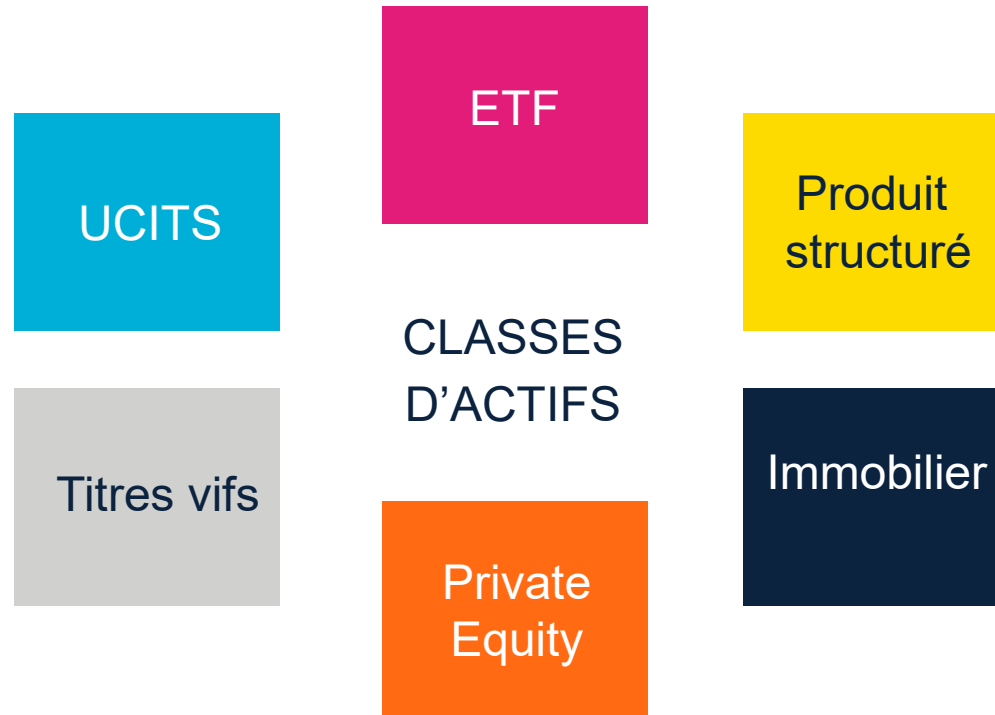 ETF
UCITS
Produit
structuré
CLASSES
D’ACTIFS
Titres vifs
Immobilier
Private
Equity